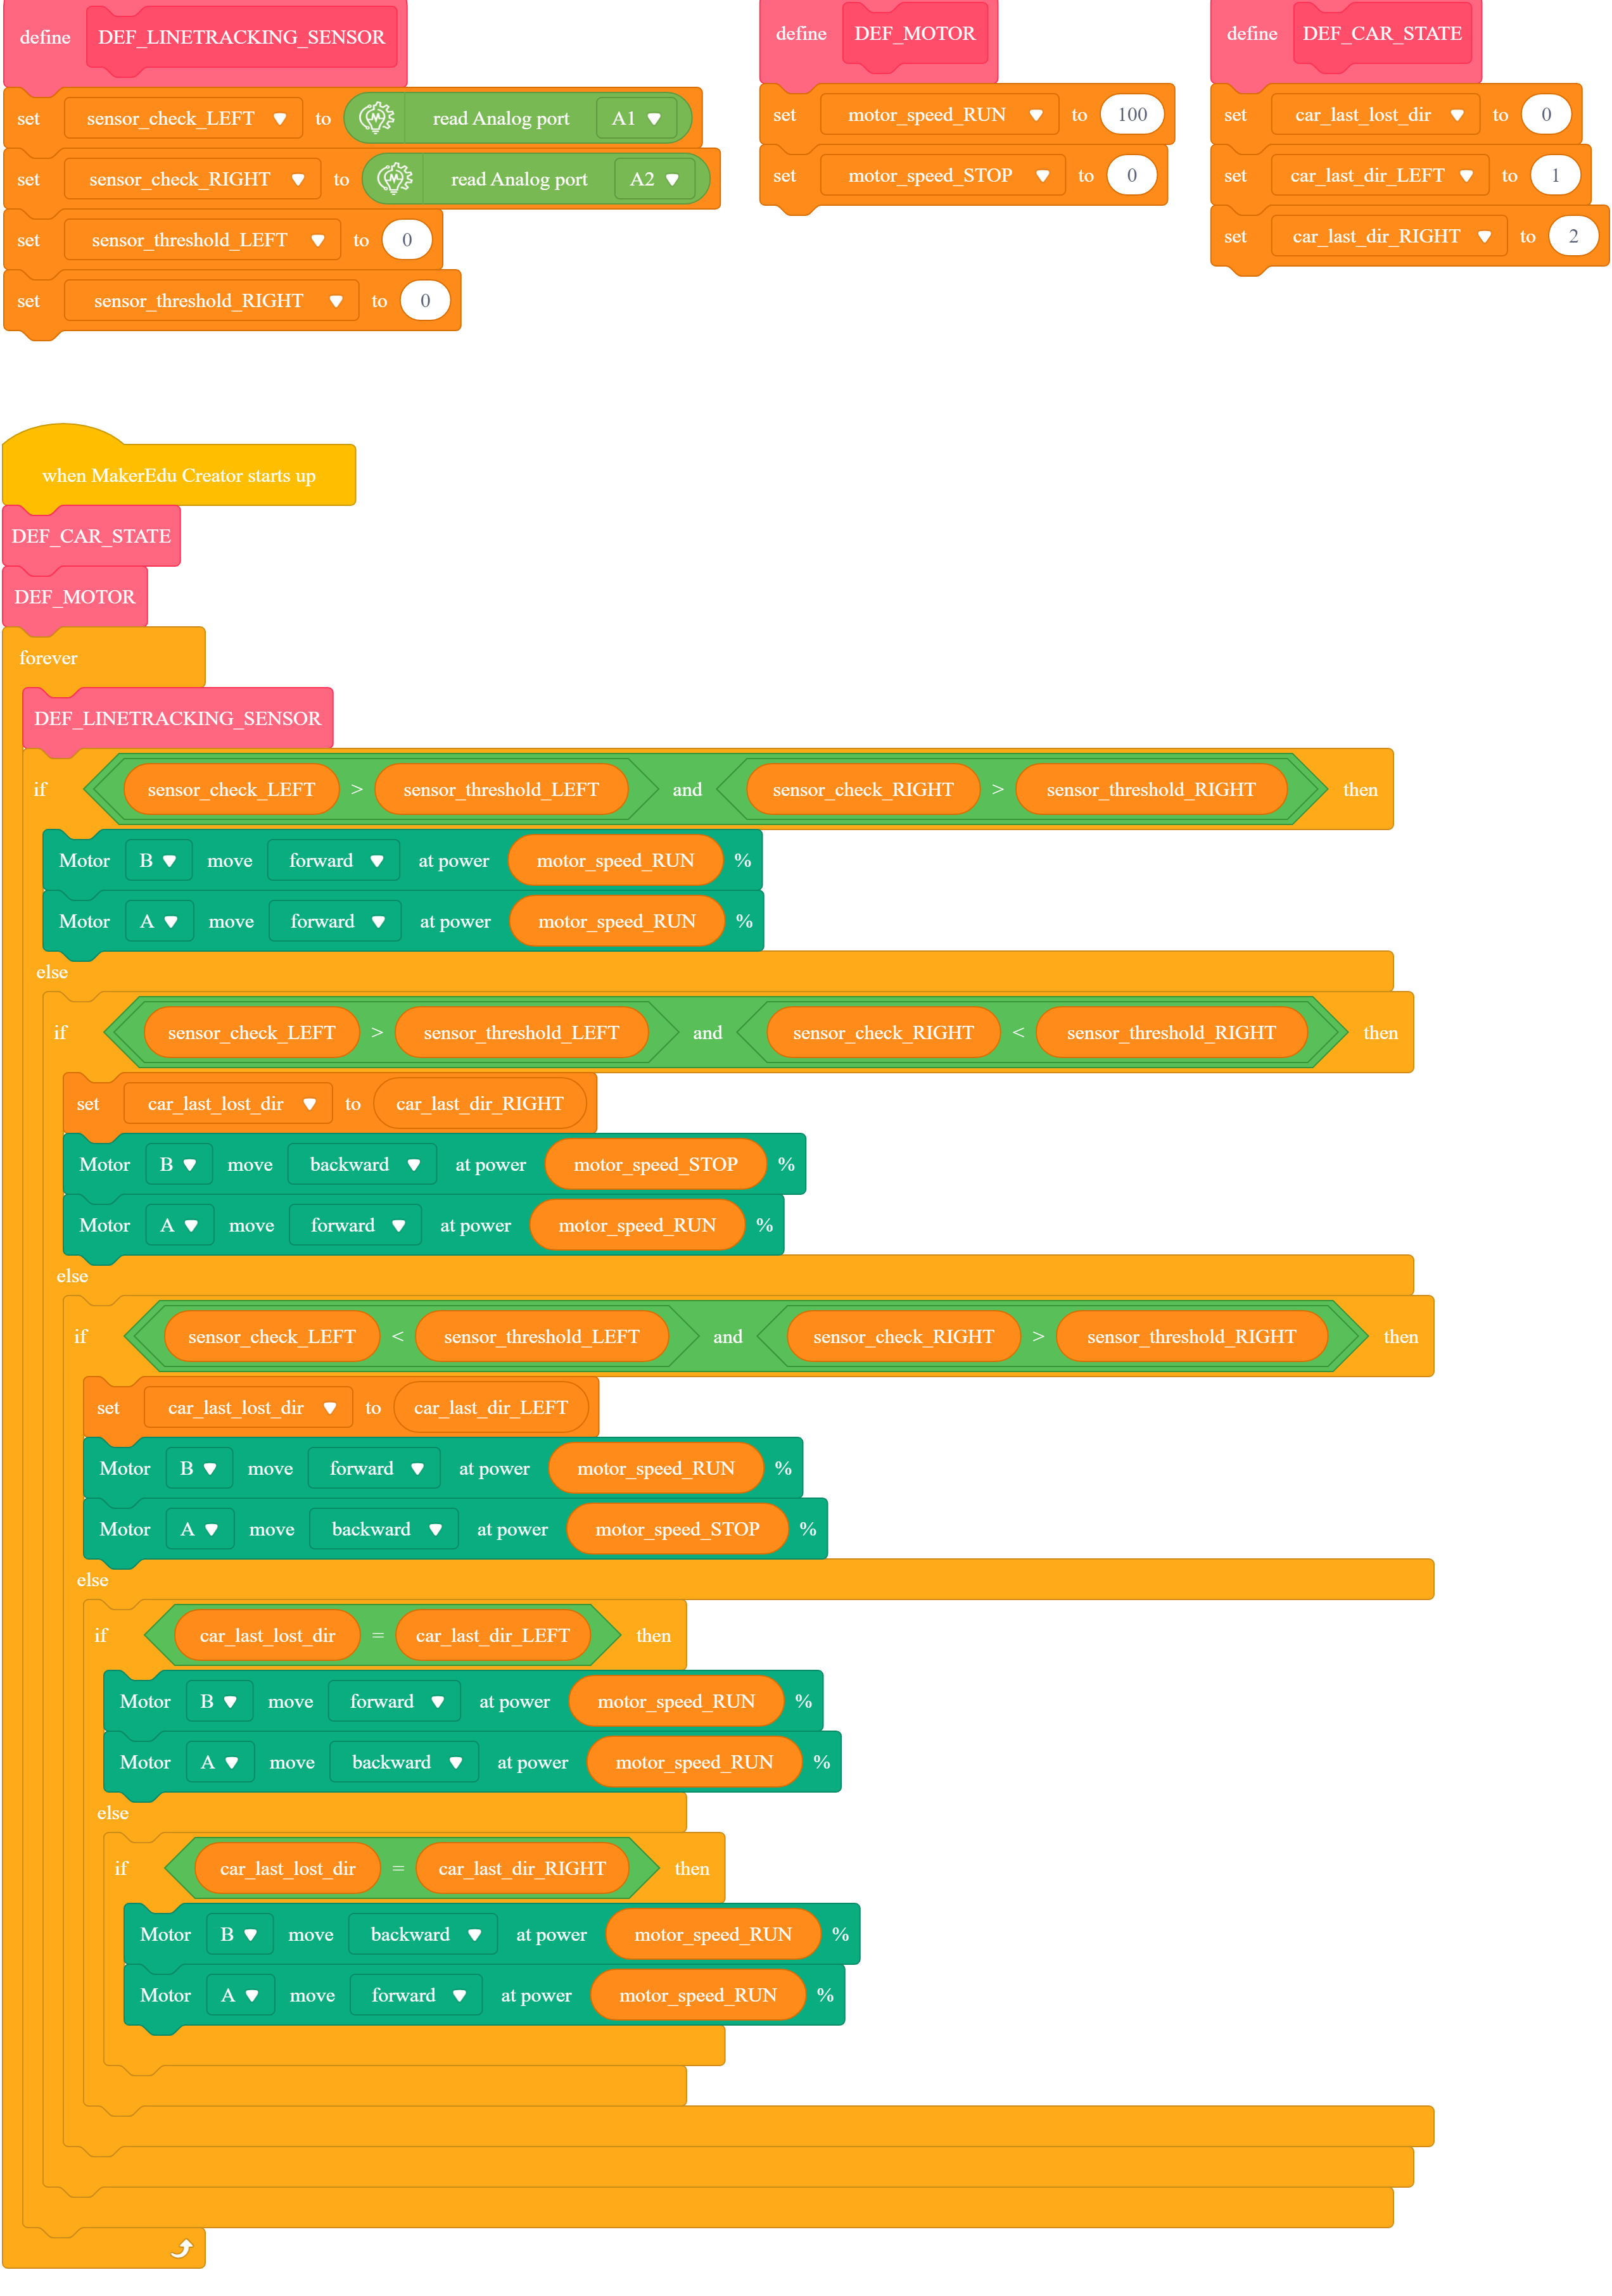 define DEF_LINETRACKING_SENSOR
set sensor_check_LEFT to read Analog port A1
set sensor_check_RIGHT to read Analog port A2
set sensor_threshold_LEFT to 0
set sensor_threshold_RIGHT to 0
define DEF_MOTOR
set motor_speed_RUN to 100
set motor_speed_STOP to 0
define DEF_CAR_STATE
set car_last_lost_dir to 0
set car_last_dir_LEFT to 1
set car_last_dir_RIGHT to 2
when MakerEdu Creator starts up
DEF_CAR_STATE
DEF_MOTOR
forever
DEF_LINETRACKING_SENSOR
if sensor_check_LEFT > sensor_threshold_LEFT and sensor_check_RIGHT > sensor_threshold_RIGHT then
Motor B move forward at power motor_speed_RUN %
Motor A move forward at power motor_speed_RUN %
else
if sensor_check_LEFT > sensor_threshold_LEFT and sensor_check_RIGHT < sensor_threshold_RIGHT then
set car_last_lost_dir to car_last_dir_RIGHT
Motor B move backward at power motor_speed_STOP %
Motor A move forward at power motor_speed_RUN %
else
if sensor_check_LEFT < sensor_threshold_LEFT and sensor_check_RIGHT > sensor_threshold_RIGHT then
set car_last_lost_dir to car_last_dir_LEFT
Motor B move forward at power motor_speed_RUN %
Motor A move backward at power motor_speed_STOP %
else
if car_last_lost_dir = car_last_dir_LEFT then
Motor B move forward at power motor_speed_RUN %
Motor A move backward at power motor_speed_RUN %
else
if car_last_lost_dir = car_last_dir_RIGHT then
Motor B move backward at power motor_speed_RUN %
Motor A move forward at power motor_speed_RUN %